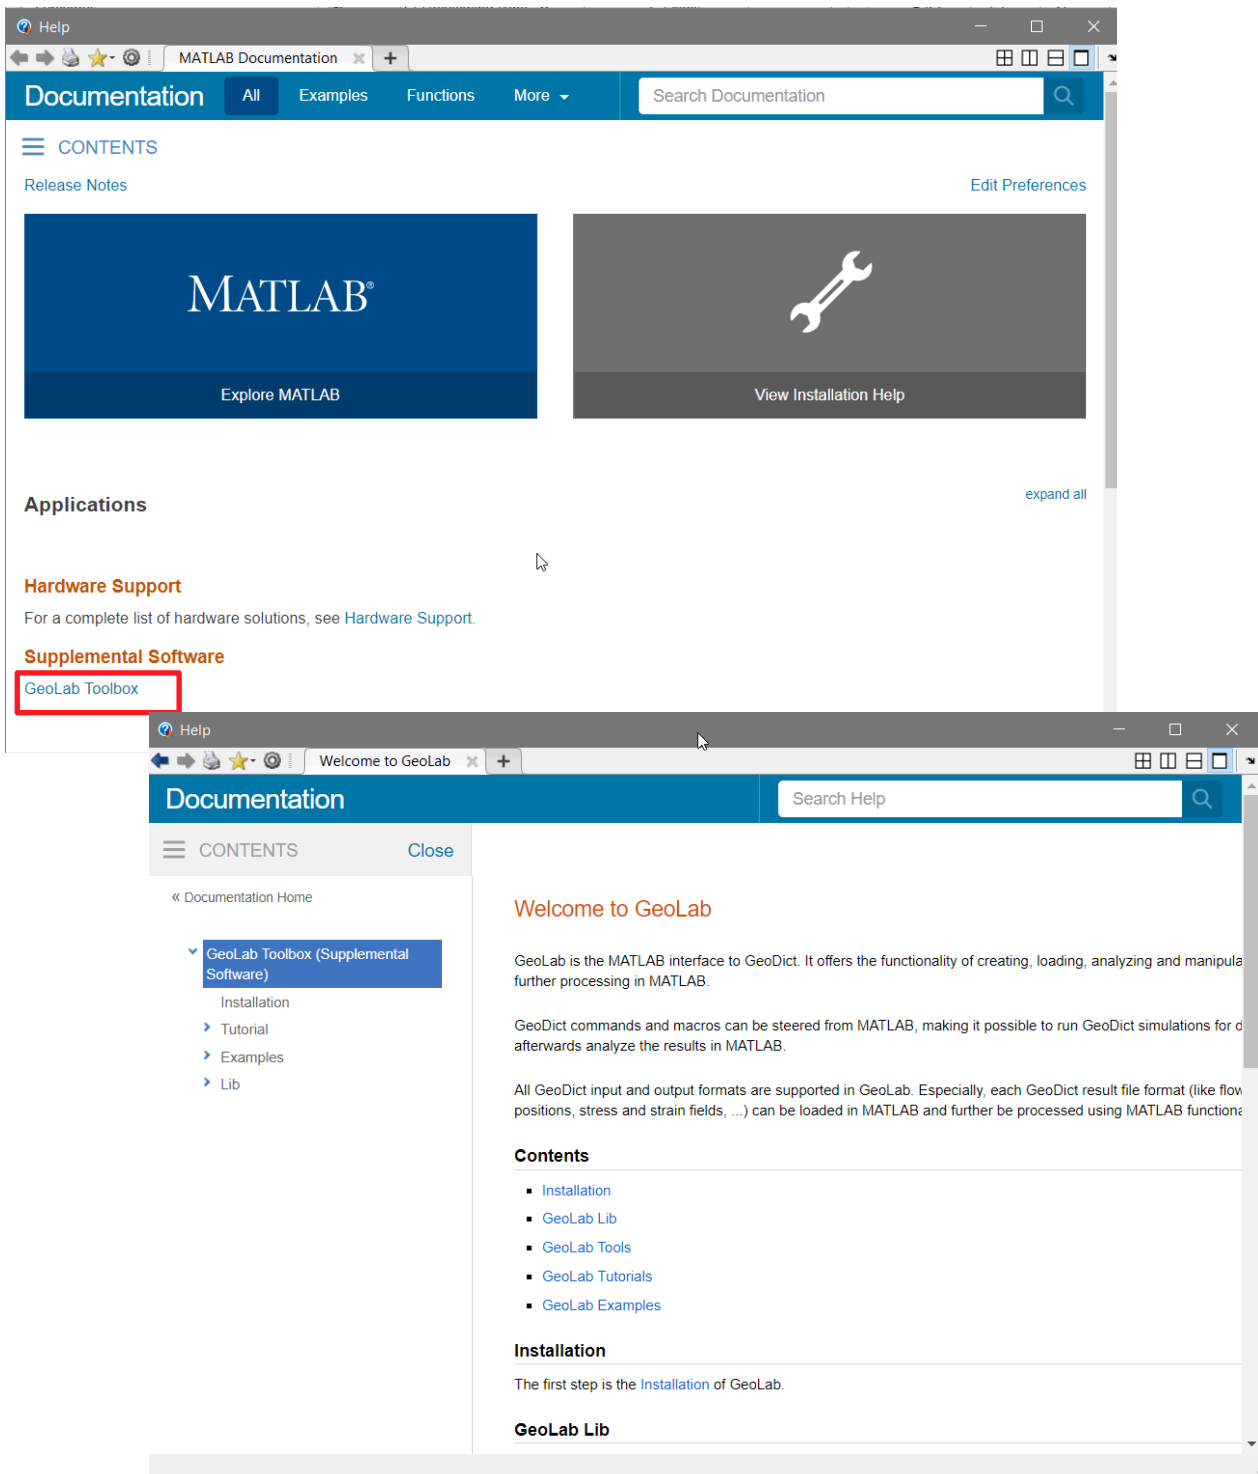 Help
MATLAB Documentation
Documentation All Examples Functions More Search Documentation
CONTENTS
Release Notes Edit Preferences
MATLAB®
Explore MATLAB View Installation Help
Applications expand all
Hardware Support
For a complete list of hardware solutions, see Hardware Support.
Supplemental Software
GeoLab Toolbox
Help
Welcome to GeoLab
Documentation Search Help
CONTENTS Close
« Documentation Home
GeoLab Toolbox (Supplemental
Software)
Installation
Tutorial
Examples
Lib
Welcome to GeoLab
GeoLab is the MATLAB interface to GeoDict. It offers the functionality of creating, loading, analyzing and manipula
further processing in MATLAB.
GeoDict commands and macros can be steered from MATLAB, making it possible to run GeoDict simulations for d
afterwards analyze the results in MATLAB.
All GeoDict input and output formats are supported in GeoLab. Especially, each GeoDict result file format (like flow
positions, stress and strain fields, ...) can be loaded in MATLAB and further be processed using MATLAB functiona
Contents
Installation
GeoLab Lib
GeoLab Tools
GeoLab Tutorials
GeoLab Examples
Installation
The first step is the Installation of GeoLab.
GeoLab Lib